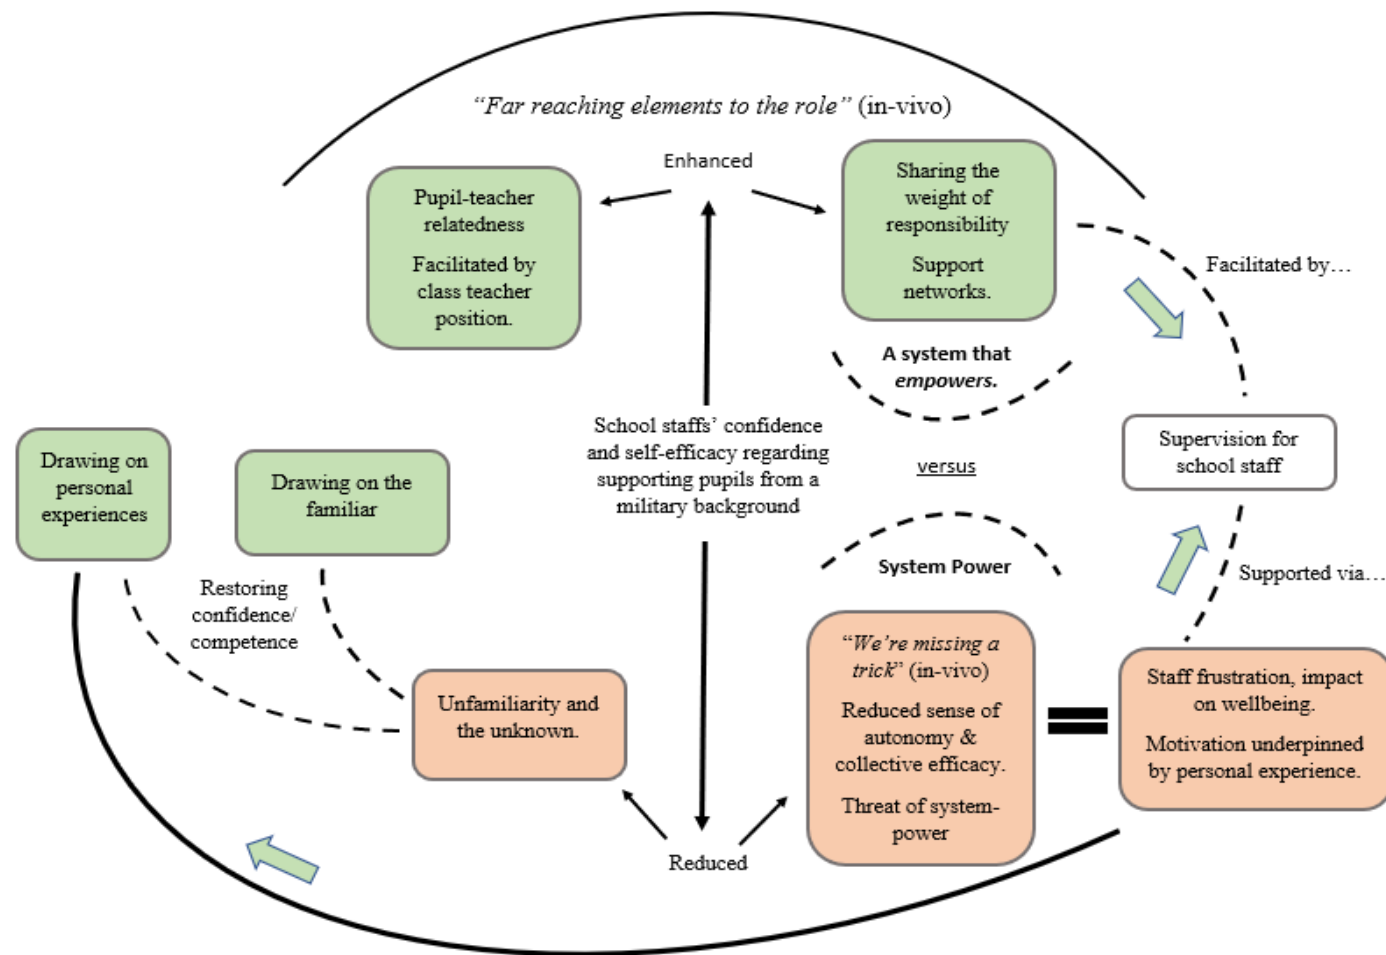 “Far reaching elements to the role” (in-vivo)
Enhanced
Pupil-teacher
relatedness
Facilitated by
class teacher
position.
Sharing the
weight of
responsibility
Support
networks.
Facilitated by…
A system that
empowers.
School staffs’ confidence
and self-efficacy regarding
supporting pupils from a
military background
versus
Supervision for
school staff
Drawing on
personal
experiences
Drawing on the
familiar
Restoring
confidence/
competence
System Power
Supported via…
Unfamiliarity and
the unknown.
“We’re missing a
trick” (in-vivo)
Reduced sense of
autonomy &
collective efficacy.
Threat of system-
power
Staff frustration, impact
on wellbeing.
Motivation underpinned
by personal experience.
Reduced